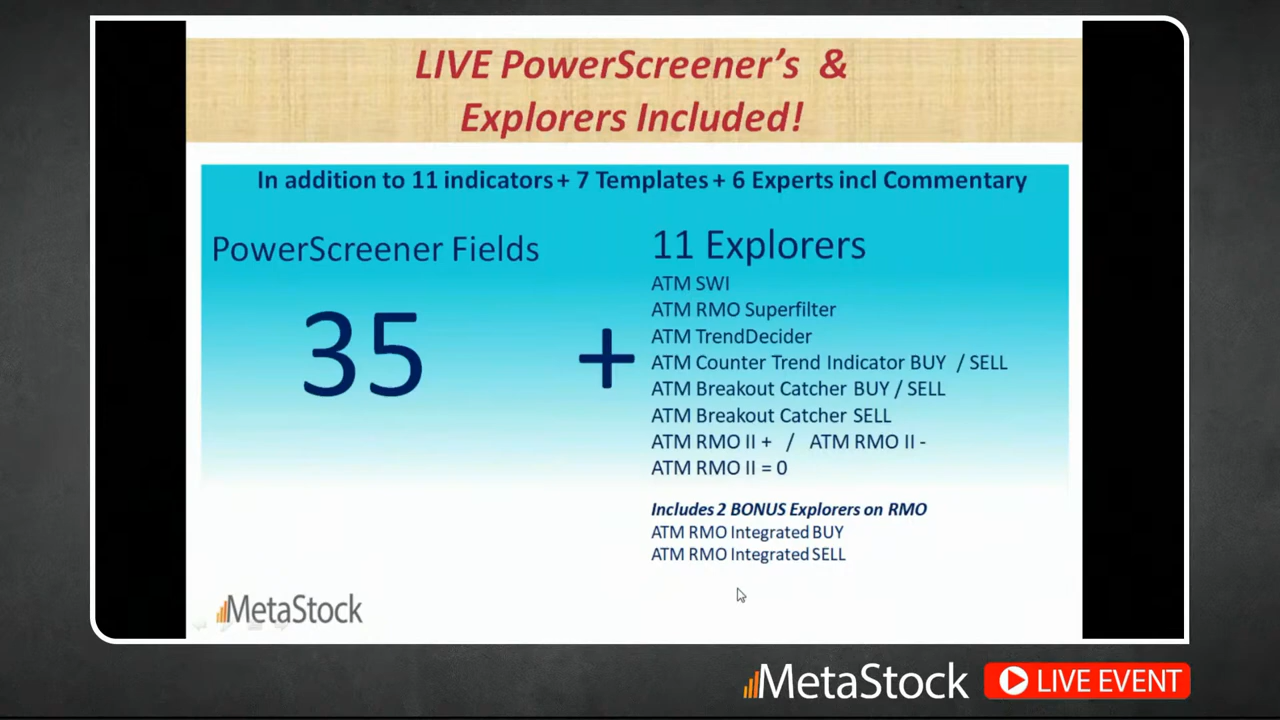 LIVE PowerScreener's &
Explorers Included!
In addition to 11 indicators + 7 Templates + 6 Experts incl Commentary
PowerScreener Fields
35
+
11 Explorers
ATM SWI
ATM RMO Superfilter
ATM TrendDecider
ATM Counter Trend Indicator BUY / SELL
ATM Breakout Catcher BUY / SELL
ATM Breakout Catcher SELL
ATM RMO II + / ATM RMO II -
ATM RMO II = 0
Includes 2 BONUS Explorers on RMO
ATM RMO Integrated BUY
ATM RMO Integrated SELL
MetaStock
MetaStock LIVE EVENT